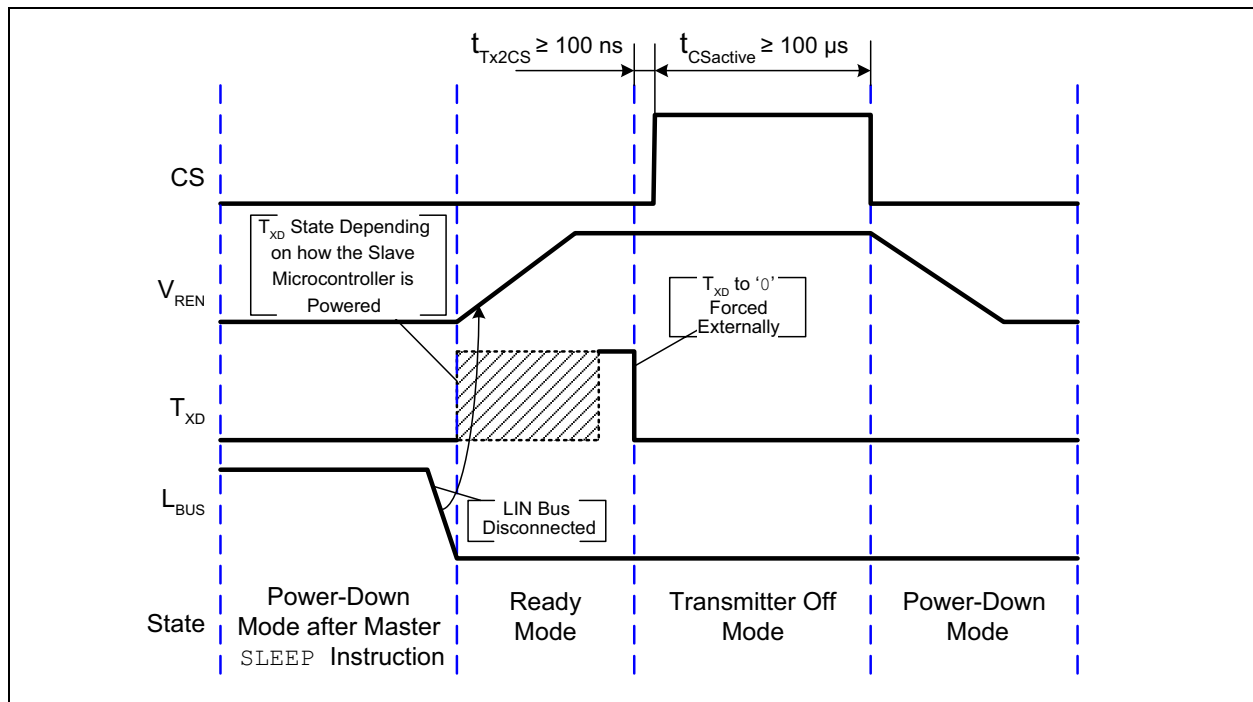 tTx2CS ≥ 100 ns
tCSactive ≥ 100 µs
CS
TXD State Depending
on how the Slave
Microcontroller is
Powered
VREN
TXD to ‘0’
Forced
Externally
TXD
LBUS
LIN Bus
Disconnected
State
Power-Down
Mode after Master
SLEEP Instruction
Ready
Mode
Transmitter Off
Mode
Power-Down
Mode